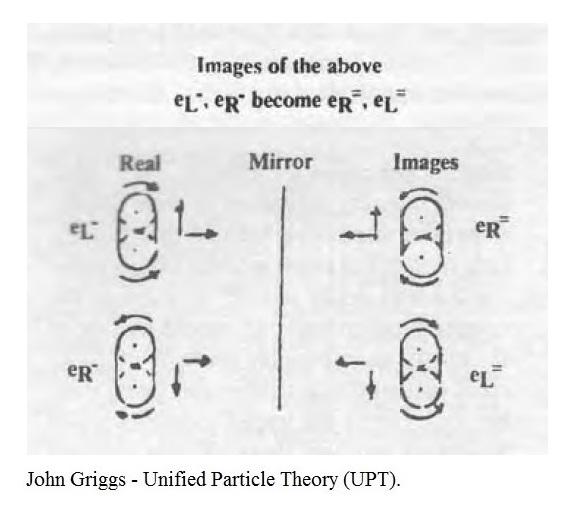 Images of the above
eL⁻, eR⁻ become eR⁼, eL⁼
Real Mirror Images
eL⁻ eR⁼
eR⁻ eL⁼
John Griggs - Unified Particle Theory (UPT).